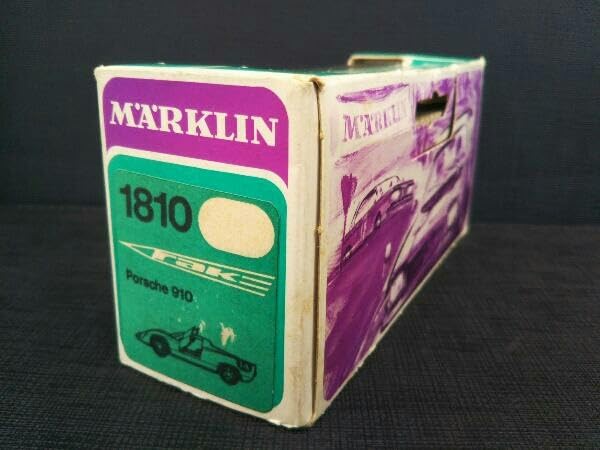 MÄRKLIN
1810
rak
Porsche 910
MÄRKLIN